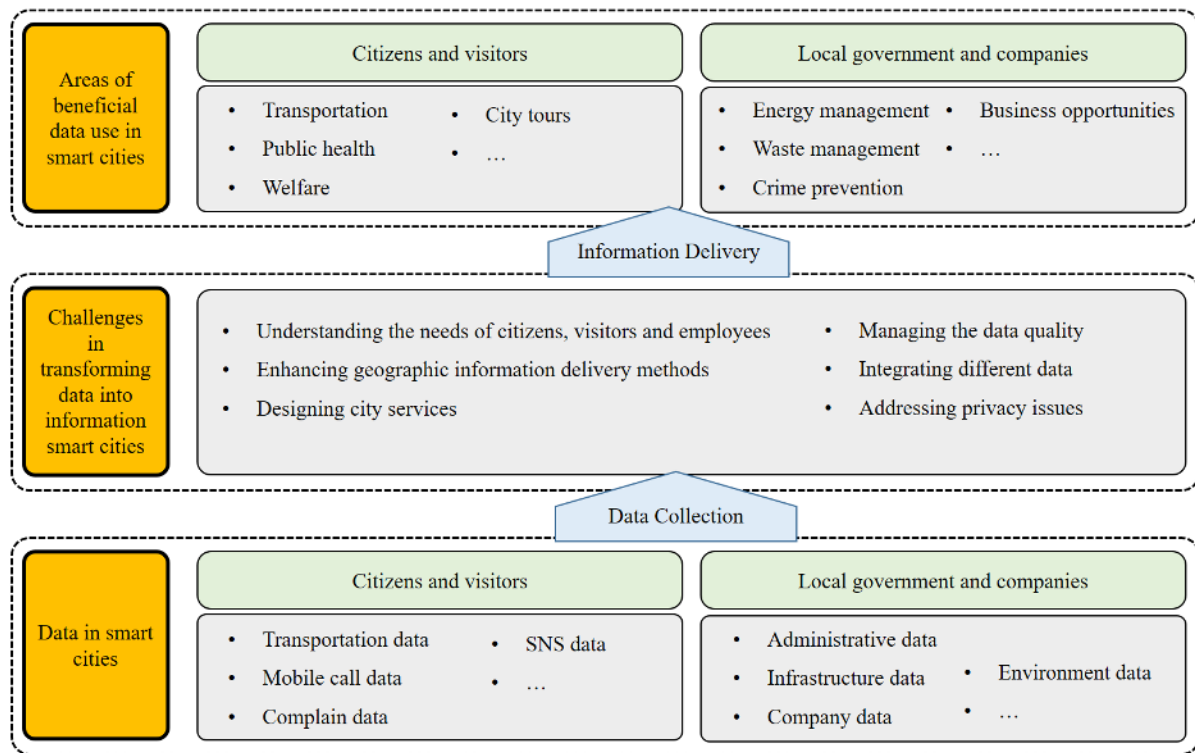 Areas of
beneficial
data use in
smart cities
Citizens and visitors
• Transportation
• Public health
• Welfare
• City tours
• …
Local government and companies
• Energy management
• Waste management
• Crime prevention
• Business opportunities
• …
Information Delivery
Challenges
in
transforming
data into
information
smart cities
• Understanding the needs of citizens, visitors and employees
• Enhancing geographic information delivery methods
• Designing city services
• Managing the data quality
• Integrating different data
• Addressing privacy issues
Data Collection
Data in smart
cities
Citizens and visitors
• Transportation data
• Mobile call data
• Complain data
• SNS data
• …
Local government and companies
• Administrative data
• Infrastructure data
• Company data
• Environment data
• …